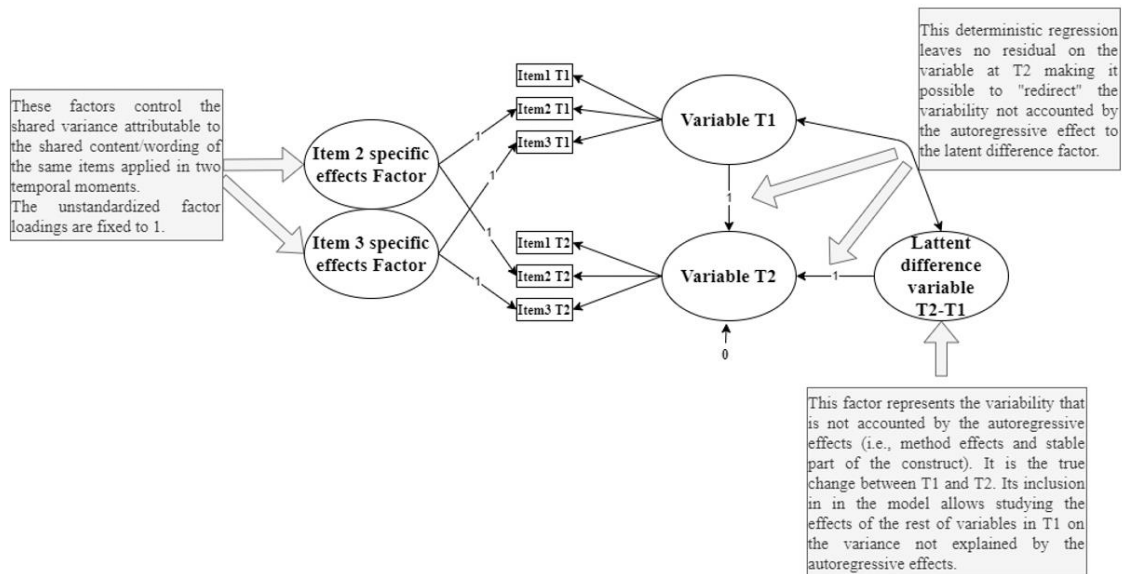 These factors control the
shared variance attributable to
the shared content/wording of
the same items applied in two
temporal moments.
The unstandardized factor
loadings are fixed to 1.
Item 2 specific
effects Factor
Item 3 specific
effects Factor
1
1
1
1
Item1 T1
Item2 T1
Item3 T1
Item1 T2
Item2 T2
Item3 T2
Variable T1
1
Variable T2
0
1
Lattent
difference
variable
T2-T1
This deterministic regression
leaves no residual on the
variable at T2 making it
possible to "redirect" the
variability not accounted by
the autoregressive effect to
the latent difference factor.
This factor represents the variability that
is not accounted by the autoregressive
effects (i.e., method effects and stable
part of the construct). It is the true
change between T1 and T2. Its inclusion
in in the model allows studying the
effects of the rest of variables in T1 on
the variance not explained by the
autoregressive effects.